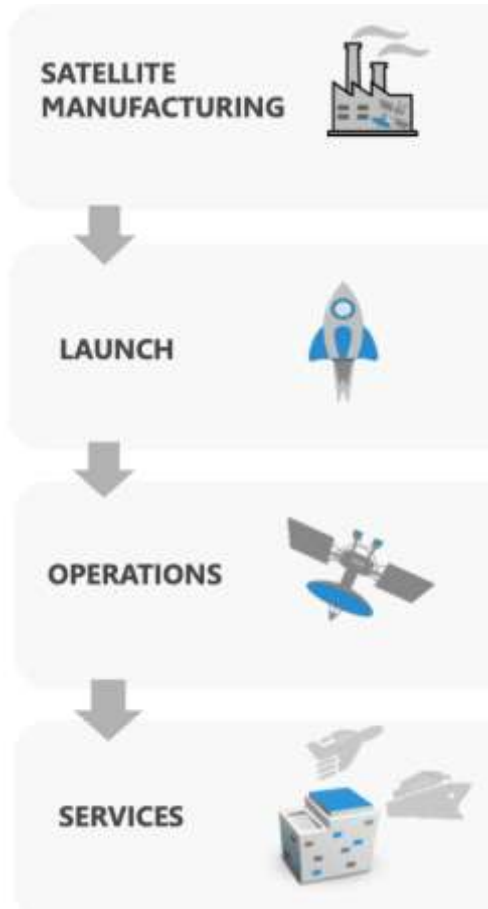 SATELLITE
MANUFACTURING
LAUNCH
OPERATIONS
SERVICES